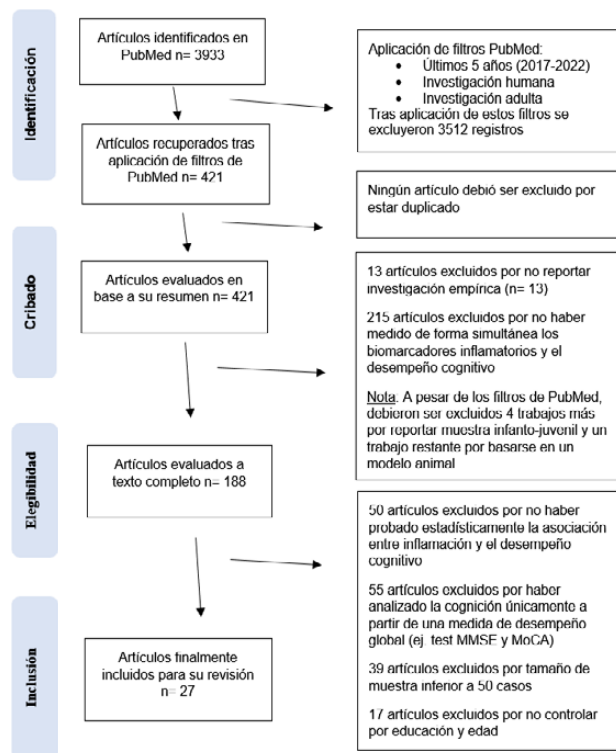 Identificación
Artículos identificados en
PubMed n= 3933
Aplicación de filtros PubMed:
• Últimos 5 años (2017-2022)
• Investigación humana
• Investigación adulta
Tras aplicación de estos filtros se
excluyeron 3512 registros
Artículos recuperados tras
aplicación de filtros de
PubMed n= 421
Ningún artículo debió ser excluido por
estar duplicado
Cribado
Artículos evaluados en
base a su resumen n= 421
13 artículos excluidos por no reportar
investigación empírica (n= 13)
215 artículos excluidos por no haber
medido de forma simultánea los
biomarcadores inflamatorios y el
desempeño cognitivo
Nota: A pesar de los filtros de PubMed,
debieron ser excluidos 4 trabajos más
por reportar muestra infanto-juvenil y un
trabajo restante por basarse en un
modelo animal
Elegibilidad
Artículos evaluados a
texto completo n= 188
50 artículos excluidos por no haber
probado estadísticamente la asociación
entre inflamación y el desempeño
cognitivo
55 artículos excluidos por haber
analizado la cognición únicamente a
partir de una medida de desempeño
global (ej. test MMSE y MoCA)
39 artículos excluidos por tamaño de
muestra inferior a 50 casos
17 artículos excluidos por no controlar
por educación y edad
Inclusión
Artículos finalmente
incluidos para su revisión
n= 27